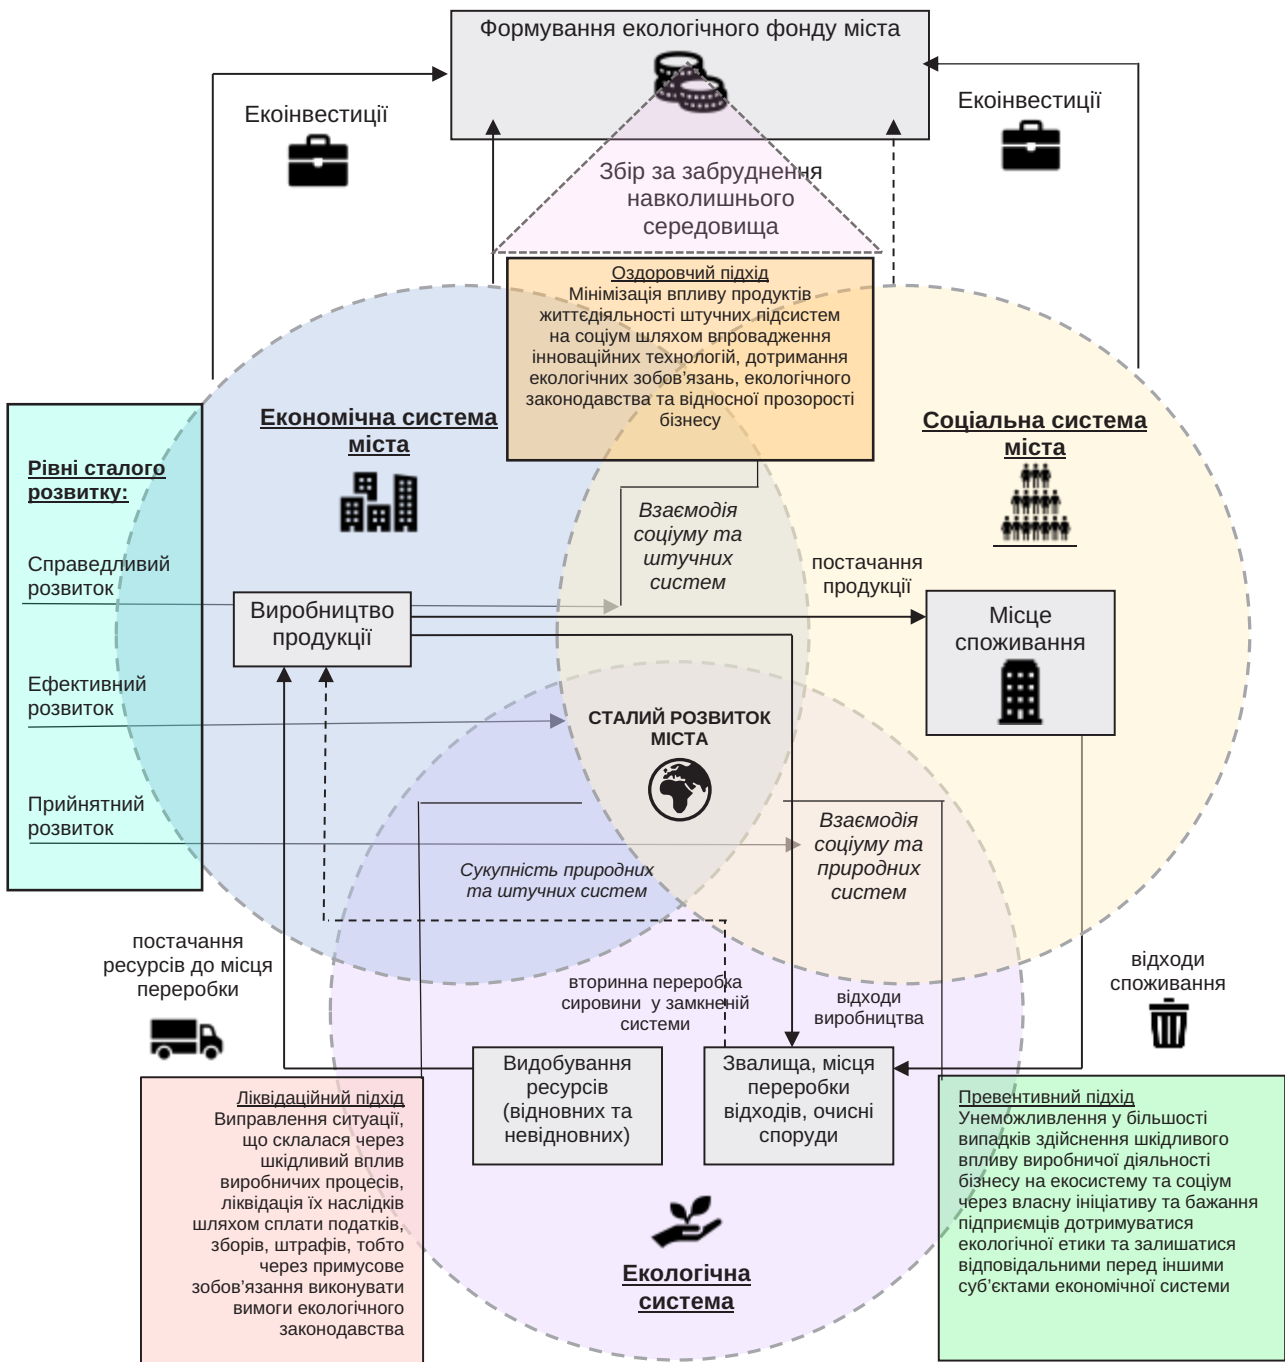 Формування екологічного фонду міста
Екоінвестиції
Екоінвестиції
Збір за забруднення
навколишнього
середовища
Оздоровчий підхід
Мінімізація впливу продуктів
життєдіяльності штучних підсистем
на соціум шляхом впровадження
інноваційних технологій, дотримання
екологічних зобов’язань, екологічного
законодавства та відносної прозорості
бізнесу
Економічна система
міста
Соціальна система
міста
Рівні сталого
розвитку:
Справедливий
розвиток
Ефективний
розвиток
Прийнятний
розвиток
Взаємодія
соціуму та
штучних
систем
постачання
продукції
Виробництво
продукції
Місце
споживання
СТАЛИЙ РОЗВИТОК
МІСТА
Взаємодія
соціуму та
природних
систем
Сукупність природних
та штучних систем
постачання
ресурсів до місця
переробки
вторинна переробка
сировини у замкненій
системи
відходи
виробництва
відходи
споживання
Видобування
ресурсів
(відновних та
невідновних)
Звалища, місця
переробки
відходів, очисні
споруди
Ліквідаційний підхід
Виправлення ситуації,
що склалася через
шкідливий вплив
виробничих процесів,
ліквідація їх наслідків
шляхом сплати податків,
зборів, штрафів, тобто
через примусове
зобов’язання виконувати
вимоги екологічного
законодавства
Превентивний підхід
Унеможливлення у більшості
випадків здійснення шкідливого
впливу виробничої діяльності
бізнесу на екосистему та соціум
через власну ініціативу та бажання
підприємців дотримуватися
екологічної етики та залишатися
відповідальними перед іншими
суб’єктами економічної системи
Екологічна
система